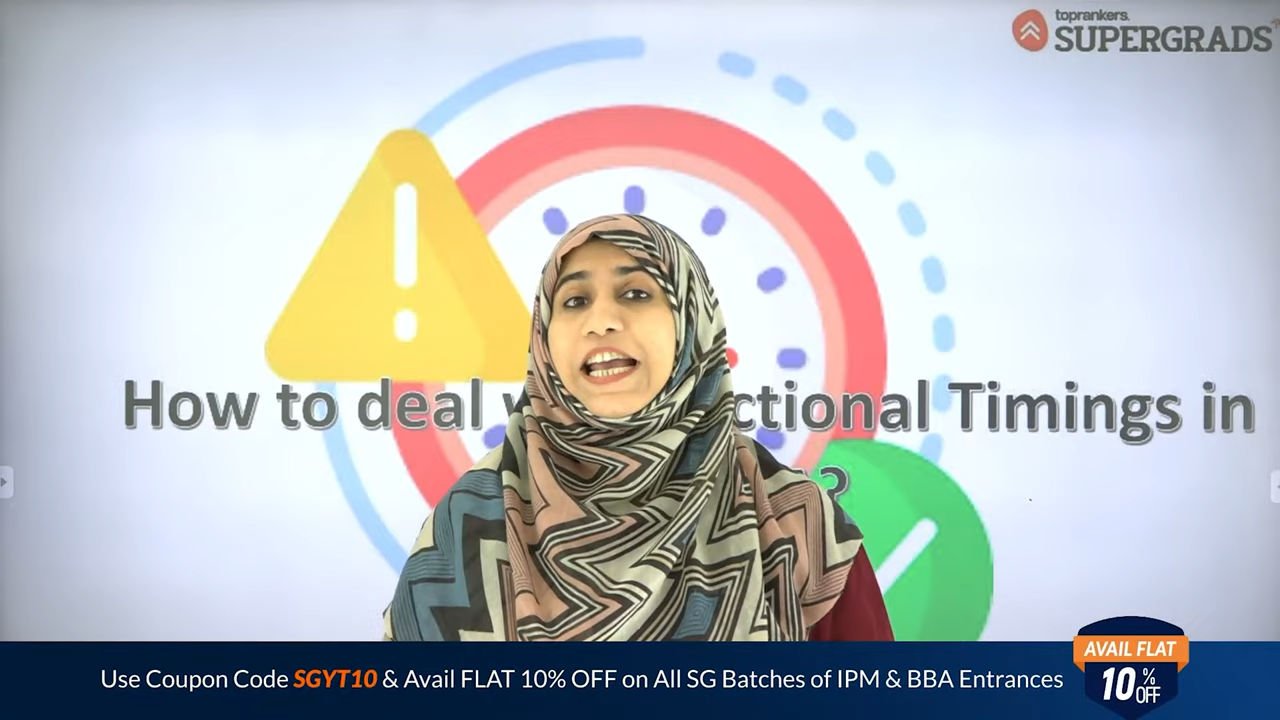 toprankers.
SUPERGRADS
How to deal ctional Timings in
?
Use Coupon Code SGYT10 & Avail FLAT 10% OFF on All SG Batches of IPM & BBA Entrances
AVAIL FLAT
10% OFF